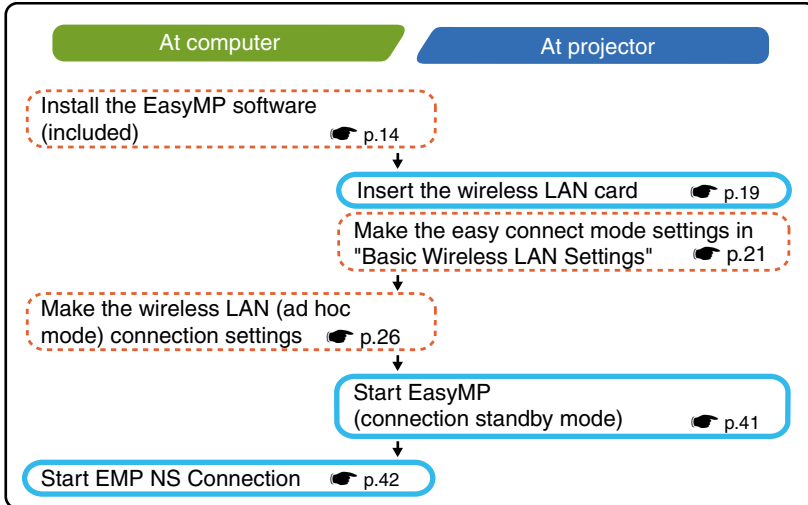 At computer
At projector
Install the EasyMP software
(included) p.14
Insert the wireless LAN card p.19
Make the easy connect mode settings in
"Basic Wireless LAN Settings" p.21
Make the wireless LAN (ad hoc
mode) connection settings p.26
Start EasyMP
(connection standby mode) p.41
Start EMP NS Connection p.42